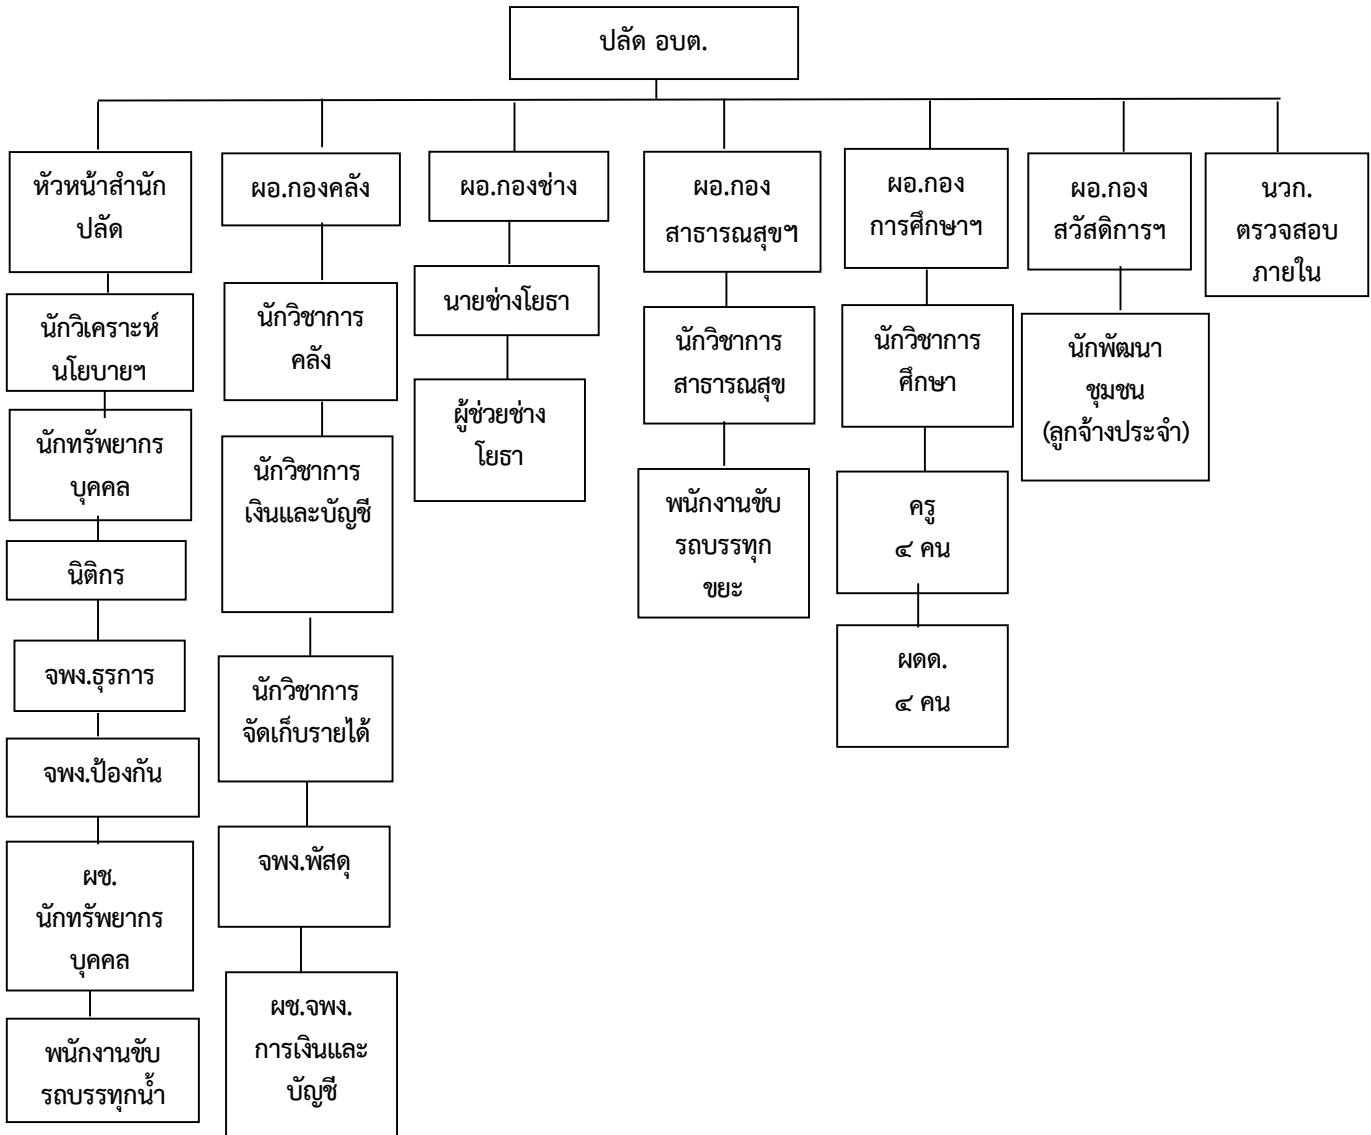 ปลัด อบต.
หัวหน้าสำนัก
ปลัด
นักวิเคราะห์
นโยบายฯ
นักทรัพยากร
บุคคล
นิติกร
จพง.ธุรการ
จพง.ป้องกัน
ผช.
นักทรัพยากร
บุคคล
พนักงานขับ
รถบรรทุกน้ำ
ผอ.กองคลัง
นักวิชาการ
คลัง
นักวิชาการ
เงินและบัญชี
นักวิชาการ
จัดเก็บรายได้
จพง.พัสดุ
ผช.จพง.
การเงินและ
บัญชี
ผอ.กองช่าง
นายช่างโยธา
ผู้ช่วยช่าง
โยธา
ผอ.กอง
สาธารณสุขฯ
นักวิชาการ
สาธารณสุข
พนักงานขับ
รถบรรทุก
ขยะ
ผอ.กอง
การศึกษาฯ
นักวิชาการ
ศึกษา
ครู
๔ คน
ผดด.
๔ คน
ผอ.กอง
สวัสดิการฯ
นักพัฒนา
ชุมชน
(ลูกจ้างประจำ)
นวก.
ตรวจสอบ
ภายใน